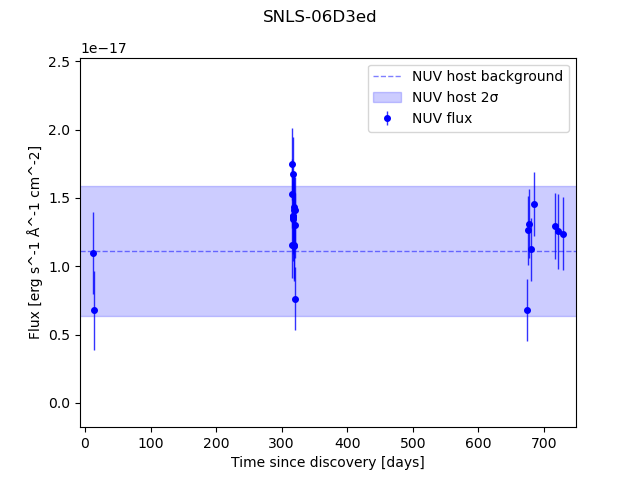 SNLS-06D3ed
1e−17
NUV host background
NUV host 2σ
NUV flux
2.5
2.0
1.5
1.0
0.5
0.0
Flux [erg s^-1 Å^-1 cm^-2]
0 100 200 300 400 500 600 700
Time since discovery [days]